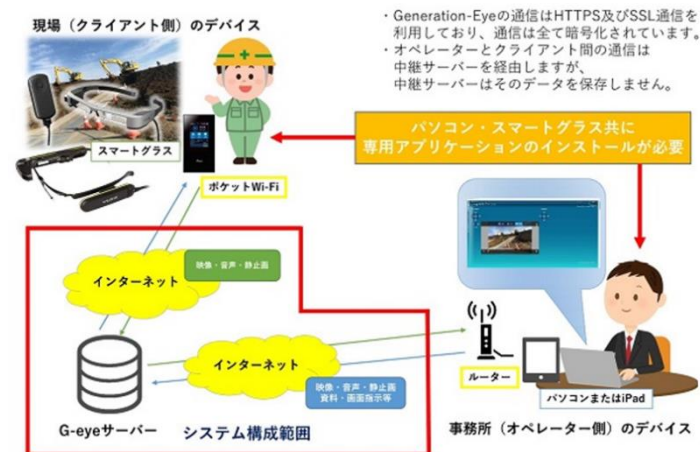 現場（クライアント側）のデバイス
・Generation-Eyeの通信はHTTPS及びSSL通信を
利用しており、通信は全て暗号化されています。
・オペレーターとクライアント間の通信は
中継サーバーを経由しますが、
中継サーバーはそのデータを保存しません。
スマートグラス
ポケットWi-Fi
パソコン・スマートグラス共に
専用アプリケーションのインストールが必要
インターネット
映像・音声・静止画
インターネット
映像・音声・静止画
資料・画面指示等
G-eyeサーバー
システム構成範囲
ルーター
パソコンまたはiPad
事務所（オペレーター側）のデバイス